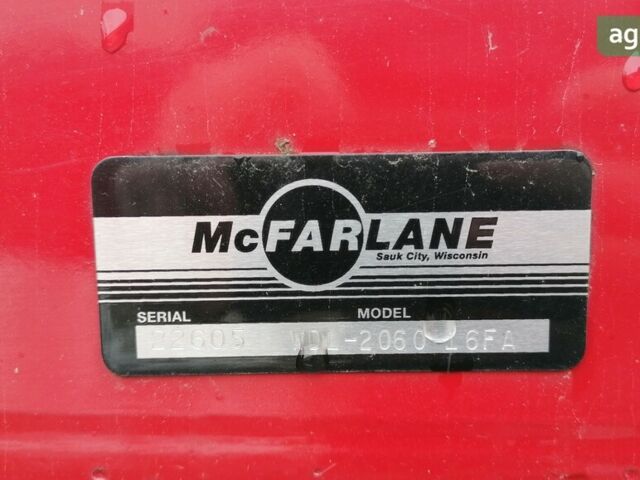 ag
McFARLANE
Sauk City, Wisconsin
SERIAL MODEL
22605 WDL-2060 16FA